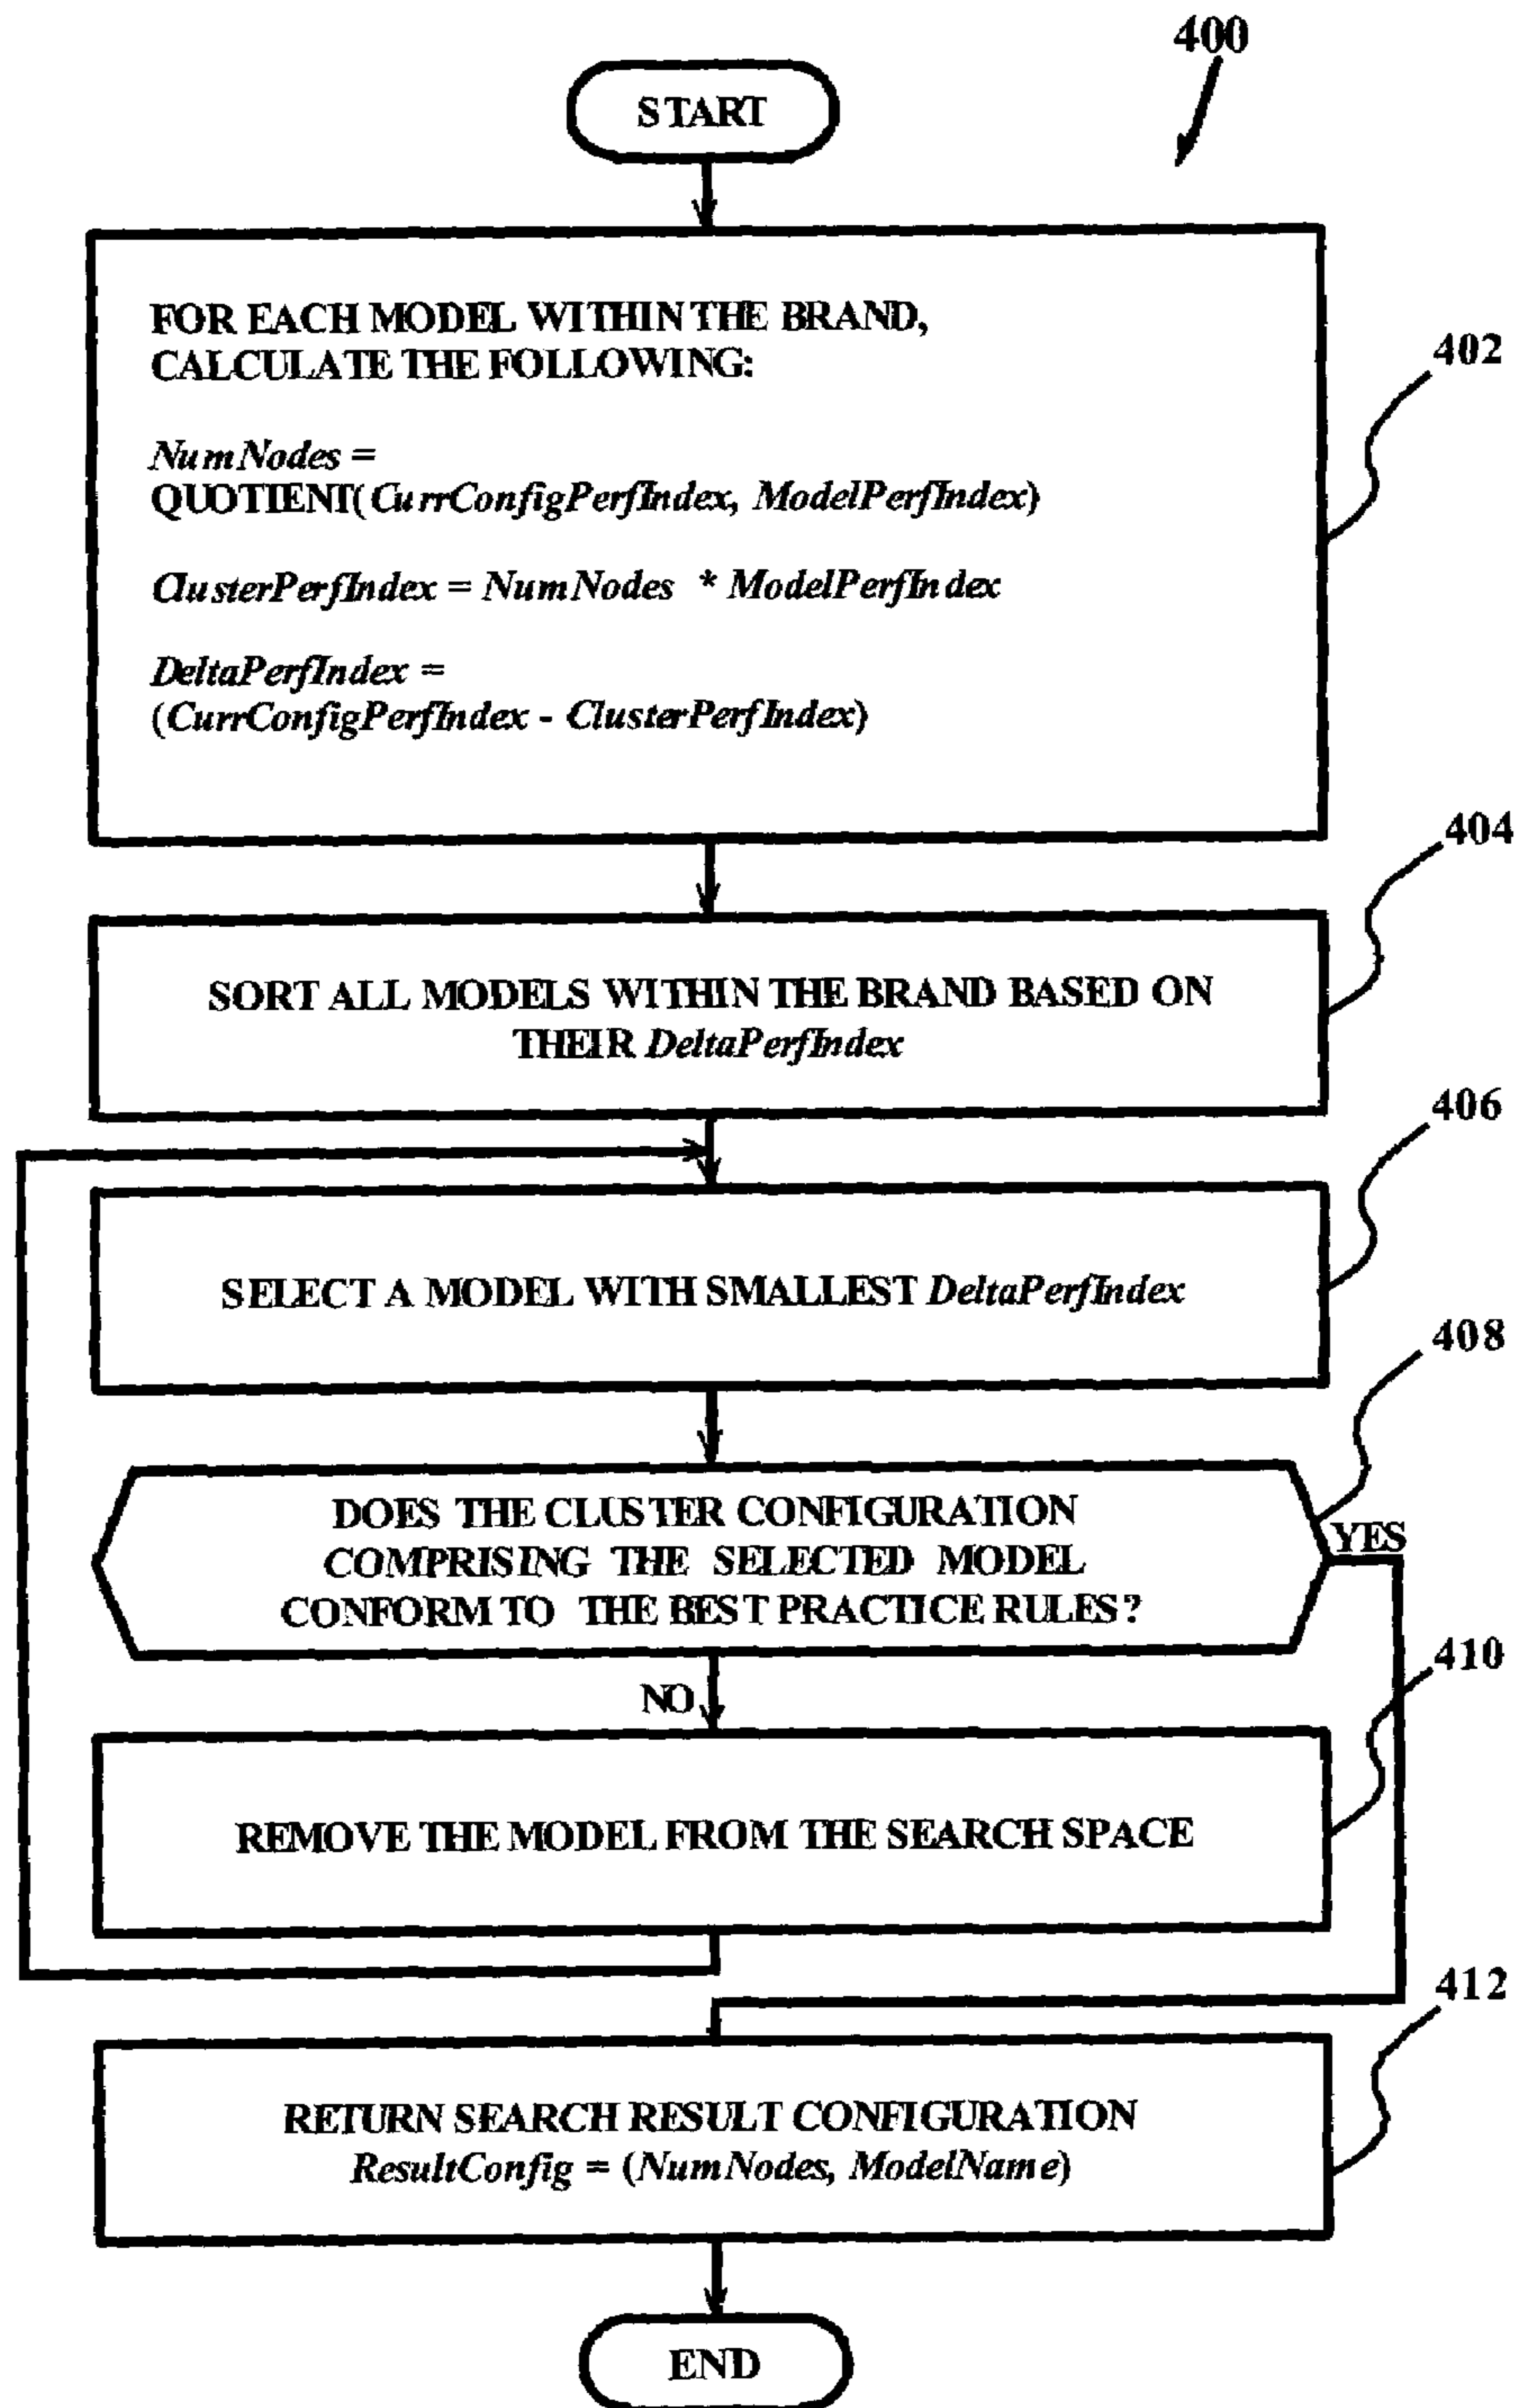 400
START
FOR EACH MODEL WITHIN THE BRAND,
CALCULATE THE FOLLOWING:
402
NumNodes =
QUOTIENT(CurrConfigPerfIndex, ModelPerfIndex)
ClusterPerfIndex = NumNodes * ModelPerfIndex
DeltaPerfIndex =
(CurrConfigPerfIndex - ClusterPerfIndex)
404
SORT ALL MODELS WITHIN THE BRAND BASED ON
THEIR DeltaPerfIndex
406
SELECT A MODEL WITH SMALLEST DeltaPerfIndex
408
DOES THE CLUSTER CONFIGURATION
COMPRISING THE SELECTED MODEL
CONFORM TO THE BEST PRACTICE RULES?
YES
NO
410
REMOVE THE MODEL FROM THE SEARCH SPACE
412
RETURN SEARCH RESULT CONFIGURATION
ResultConfig = (NumNodes, ModelName)
END